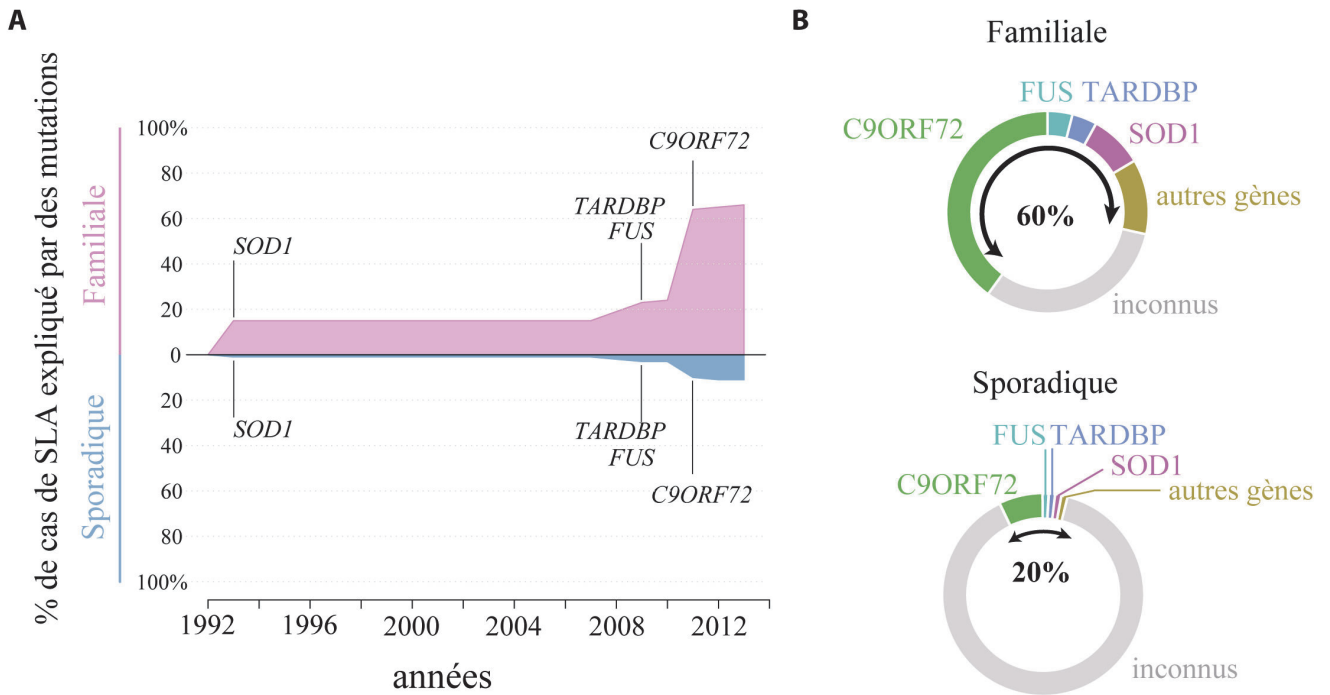 A
% de cas de SLA expliqué par des mutations
Familiale
Sporadique
100%
80
60
40
20
0
20
40
60
80
100%
SOD1
TARDBP
FUS
C9ORF72
SOD1
TARDBP
FUS
C9ORF72
1992
1996
2000
2004
2008
2012
années
B
Familiale
FUS TARDBP
C9ORF72
SOD1
autres gènes
60%
inconnus
Sporadique
FUS TARDBP
SOD1
C9ORF72
autres gènes
20%
inconnus